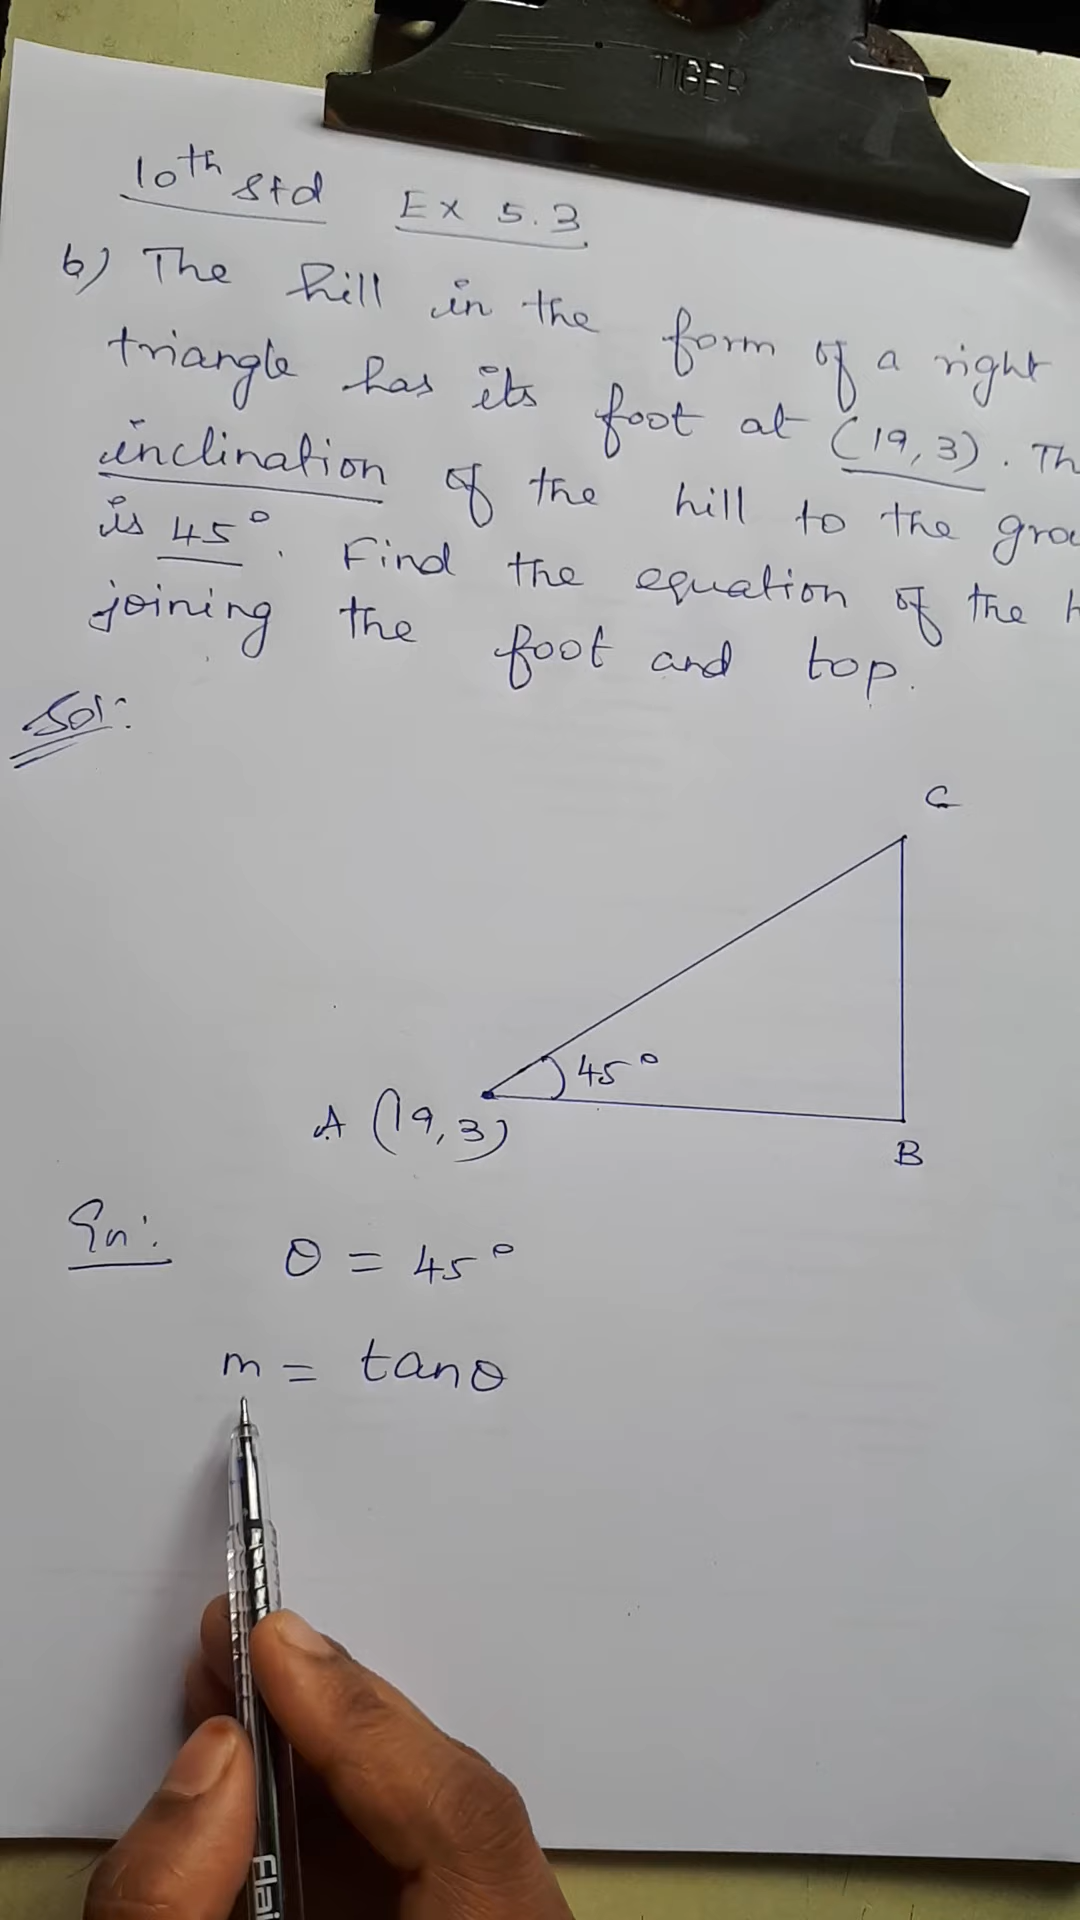 TIGER
10th std Ex 5.3
6) The hill in the form of a right
triangle has its foot at (19,3). Th
inclination of the hill to the grou
is 45°. Find the equation of the h
joining the foot and top.
Sol:
C
45°
A (19,3)
B
Gn:
θ = 45°
m = tanθ
Flai